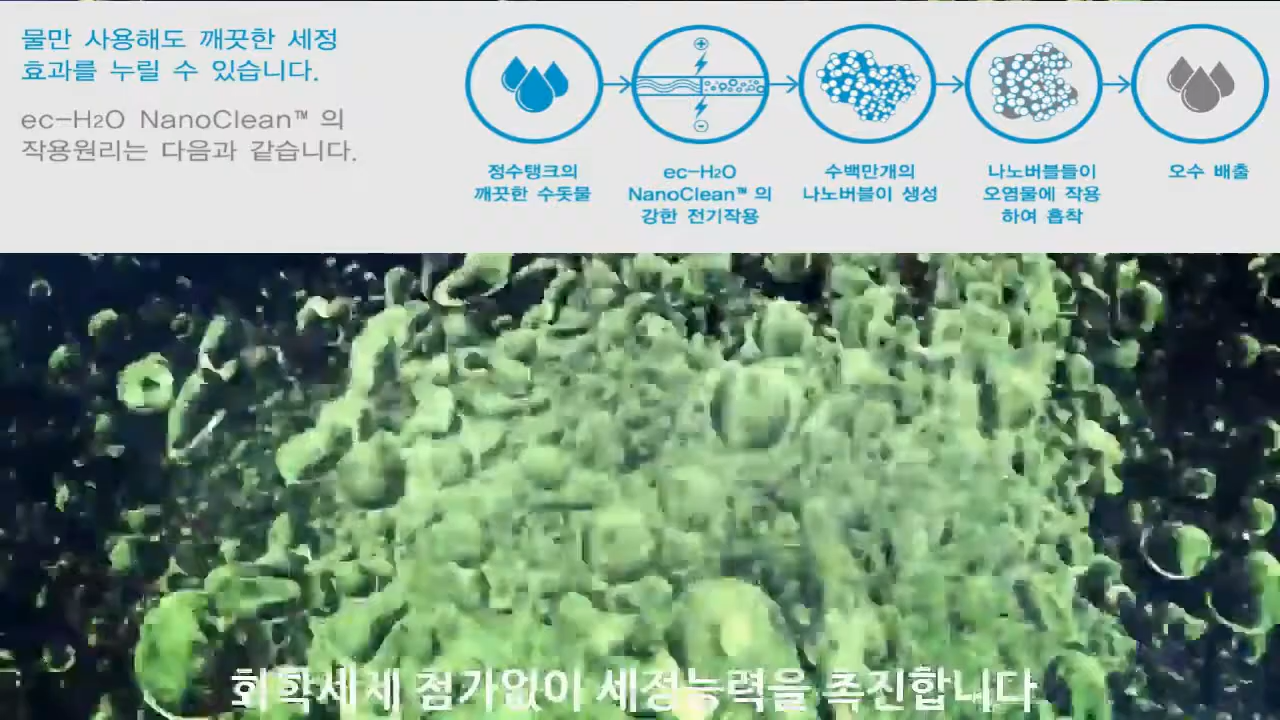 물만 사용해도 깨끗한 세정
효과를 누릴 수 있습니다.
ec-H2O NanoClean™ 의
작용원리는 다음과 같습니다.
정수탱크의
깨끗한 수돗물
ec-H2O
NanoClean™ 의
강한 전기작용
수백만개의
나노버블이 생성
나노버블들이
오염물에 작용
하여 흡착
오수 배출
화학세제 첨가없이 세정능력을 촉진합니다